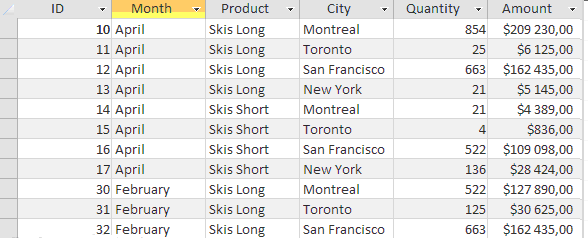 ID Month Product City Quantity Amount
10 April Skis Long Montreal 854 $209 230,00
11 April Skis Long Toronto 25 $6 125,00
12 April Skis Long San Francisco 663 $162 435,00
13 April Skis Long New York 21 $5 145,00
14 April Skis Short Montreal 21 $4 389,00
15 April Skis Short Toronto 4 $836,00
16 April Skis Short San Francisco 522 $109 098,00
17 April Skis Short New York 136 $28 424,00
30 February Skis Long Montreal 522 $127 890,00
31 February Skis Long Toronto 125 $30 625,00
32 February Skis Long San Francisco 663 $162 435,00